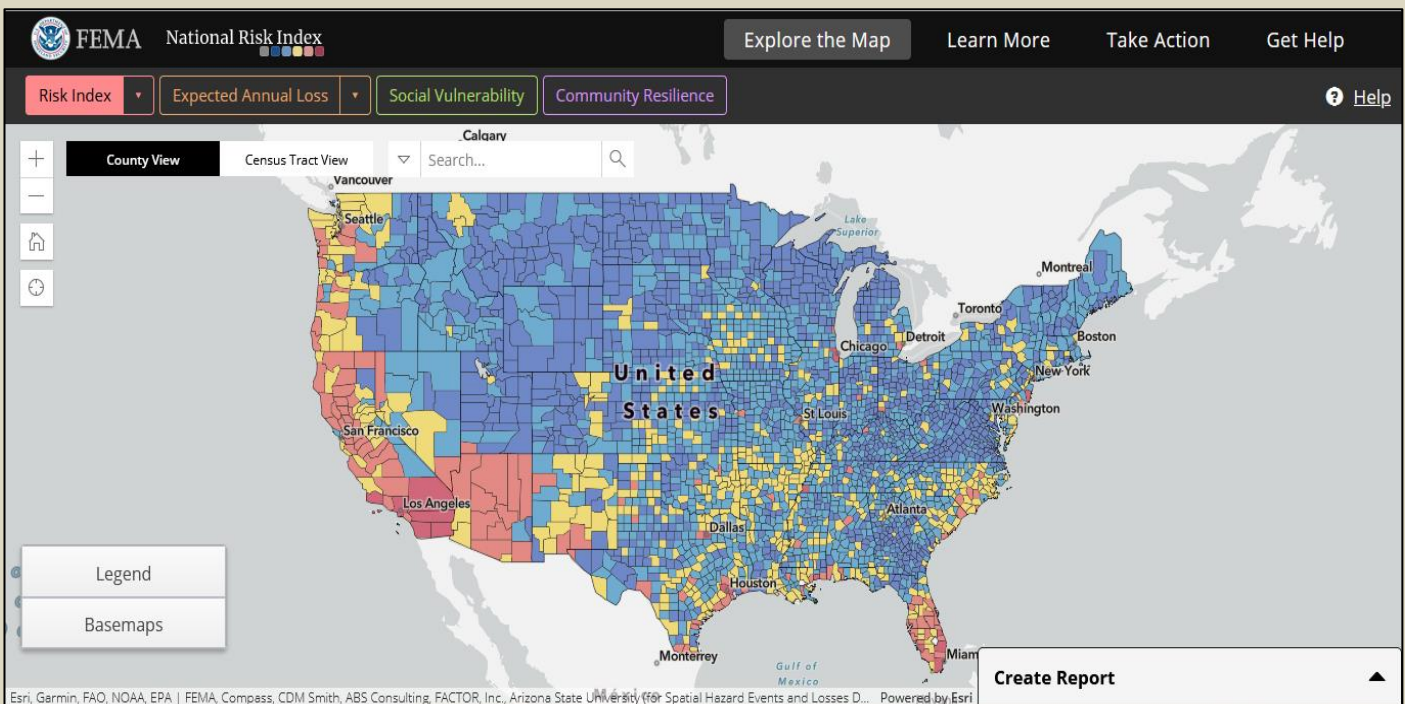 FEMA
National Risk Index
Explore the Map
Learn More
Take Action
Get Help
Risk Index
Expected Annual Loss
Social Vulnerability
Community Resilience
? Help
Calgary
+
County View
Census Tract View
Search...
Vancouver
−
Seattle
Lake
Superior
Montreal
Toronto
Detroit
Boston
Chicago
New York
United
States
St Louis
Washington
San Francisco
Los Angeles
Atlanta
Dallas
Legend
Houston
Basemaps
Monterrey
Gulf of
Mexico
Miam
Create Report
México
Esri, Garmin, FAO, NOAA, EPA | FEMA, Compass, CDM Smith, ABS Consulting, FACTOR, Inc., Arizona State University (for Spatial Hazard Events and Losses D...
Powered by Esri